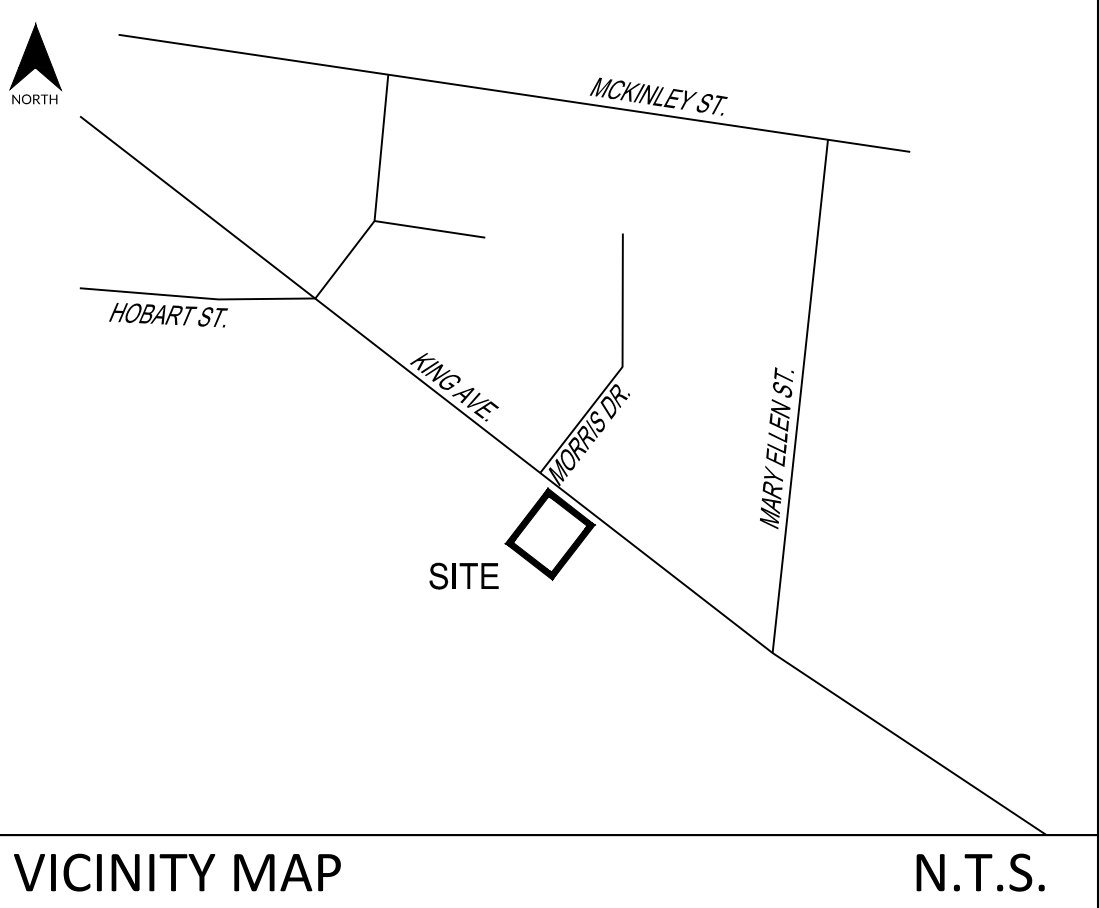 NORTH
MCKINLEY ST.
HOBART ST.
KING AVE.
MORRIS DR.
MARY ELLEN ST.
SITE
VICINITY MAP
N.T.S.